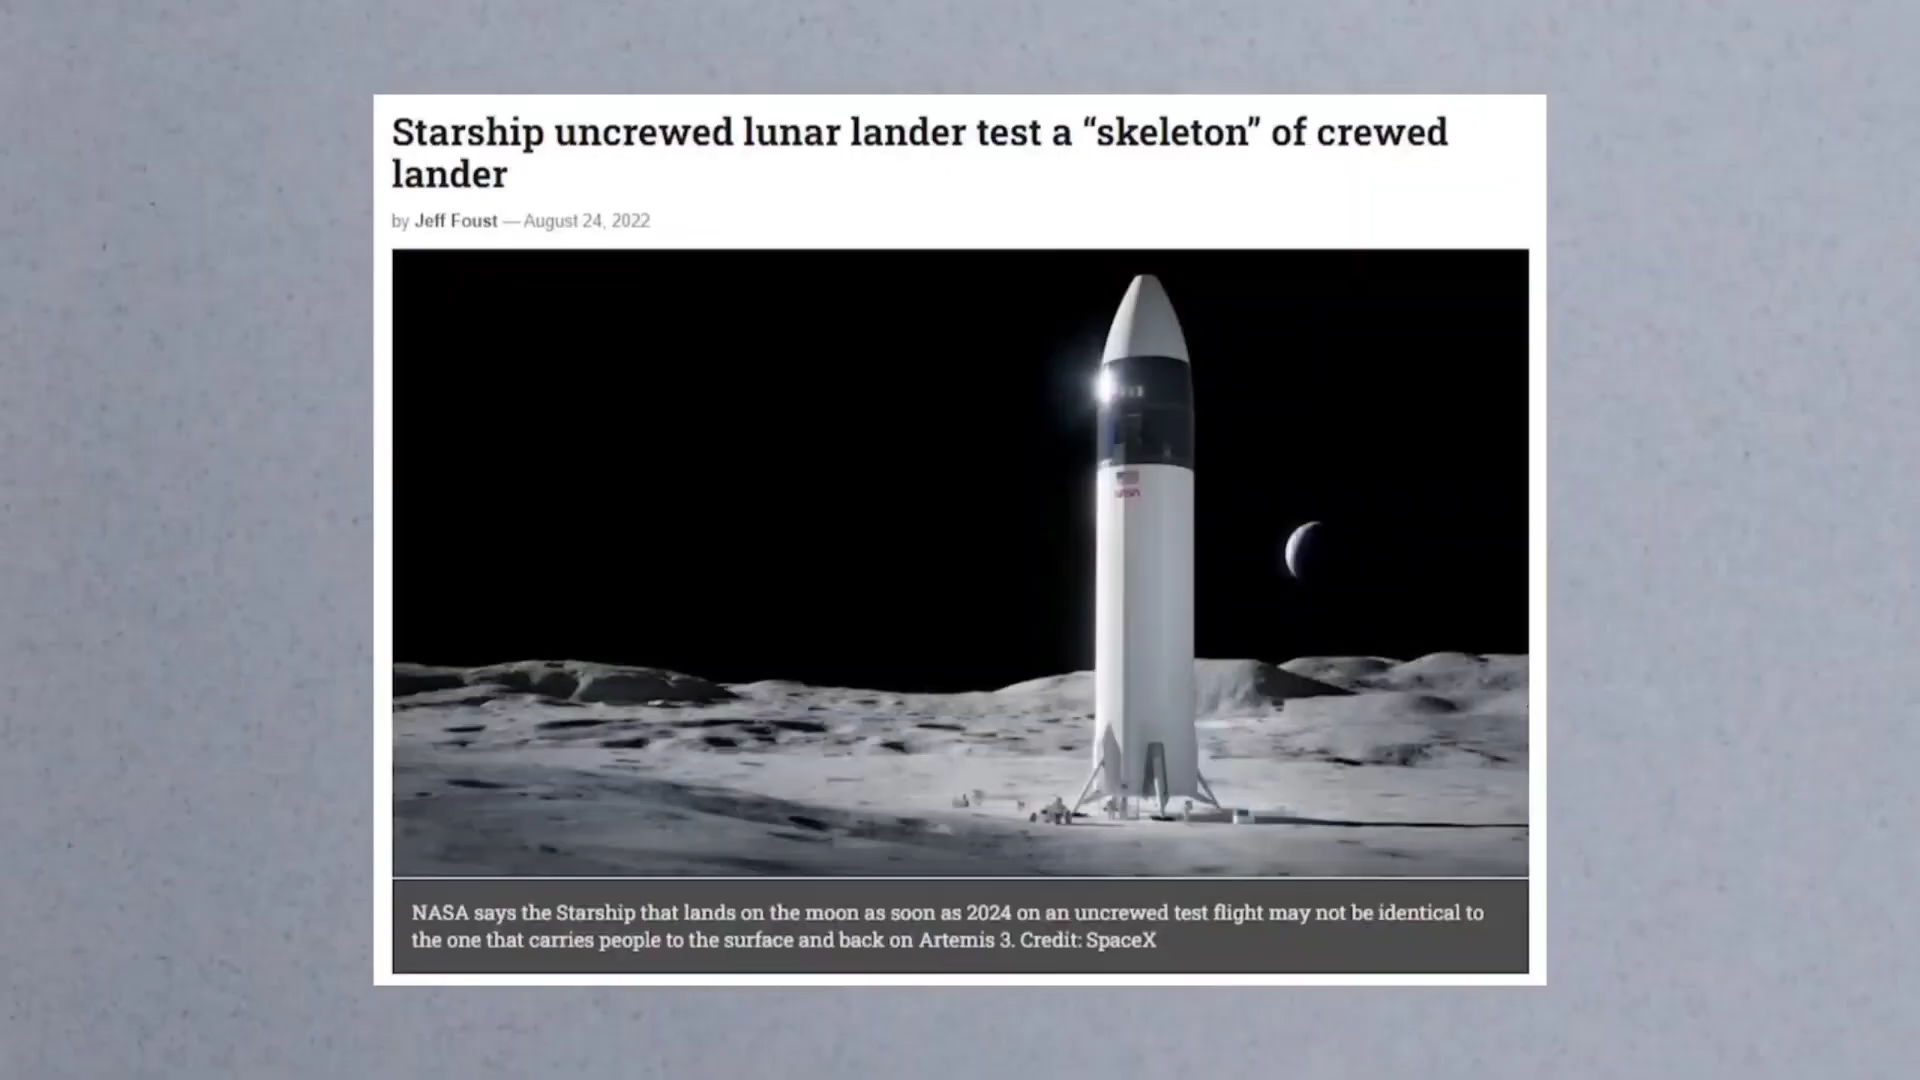 Starship uncrewed lunar lander test a “skeleton” of crewed
lander
by Jeff Foust — August 24, 2022
NASA
NASA says the Starship that lands on the moon as soon as 2024 on an uncrewed test flight may not be identical to
the one that carries people to the surface and back on Artemis 3. Credit: SpaceX